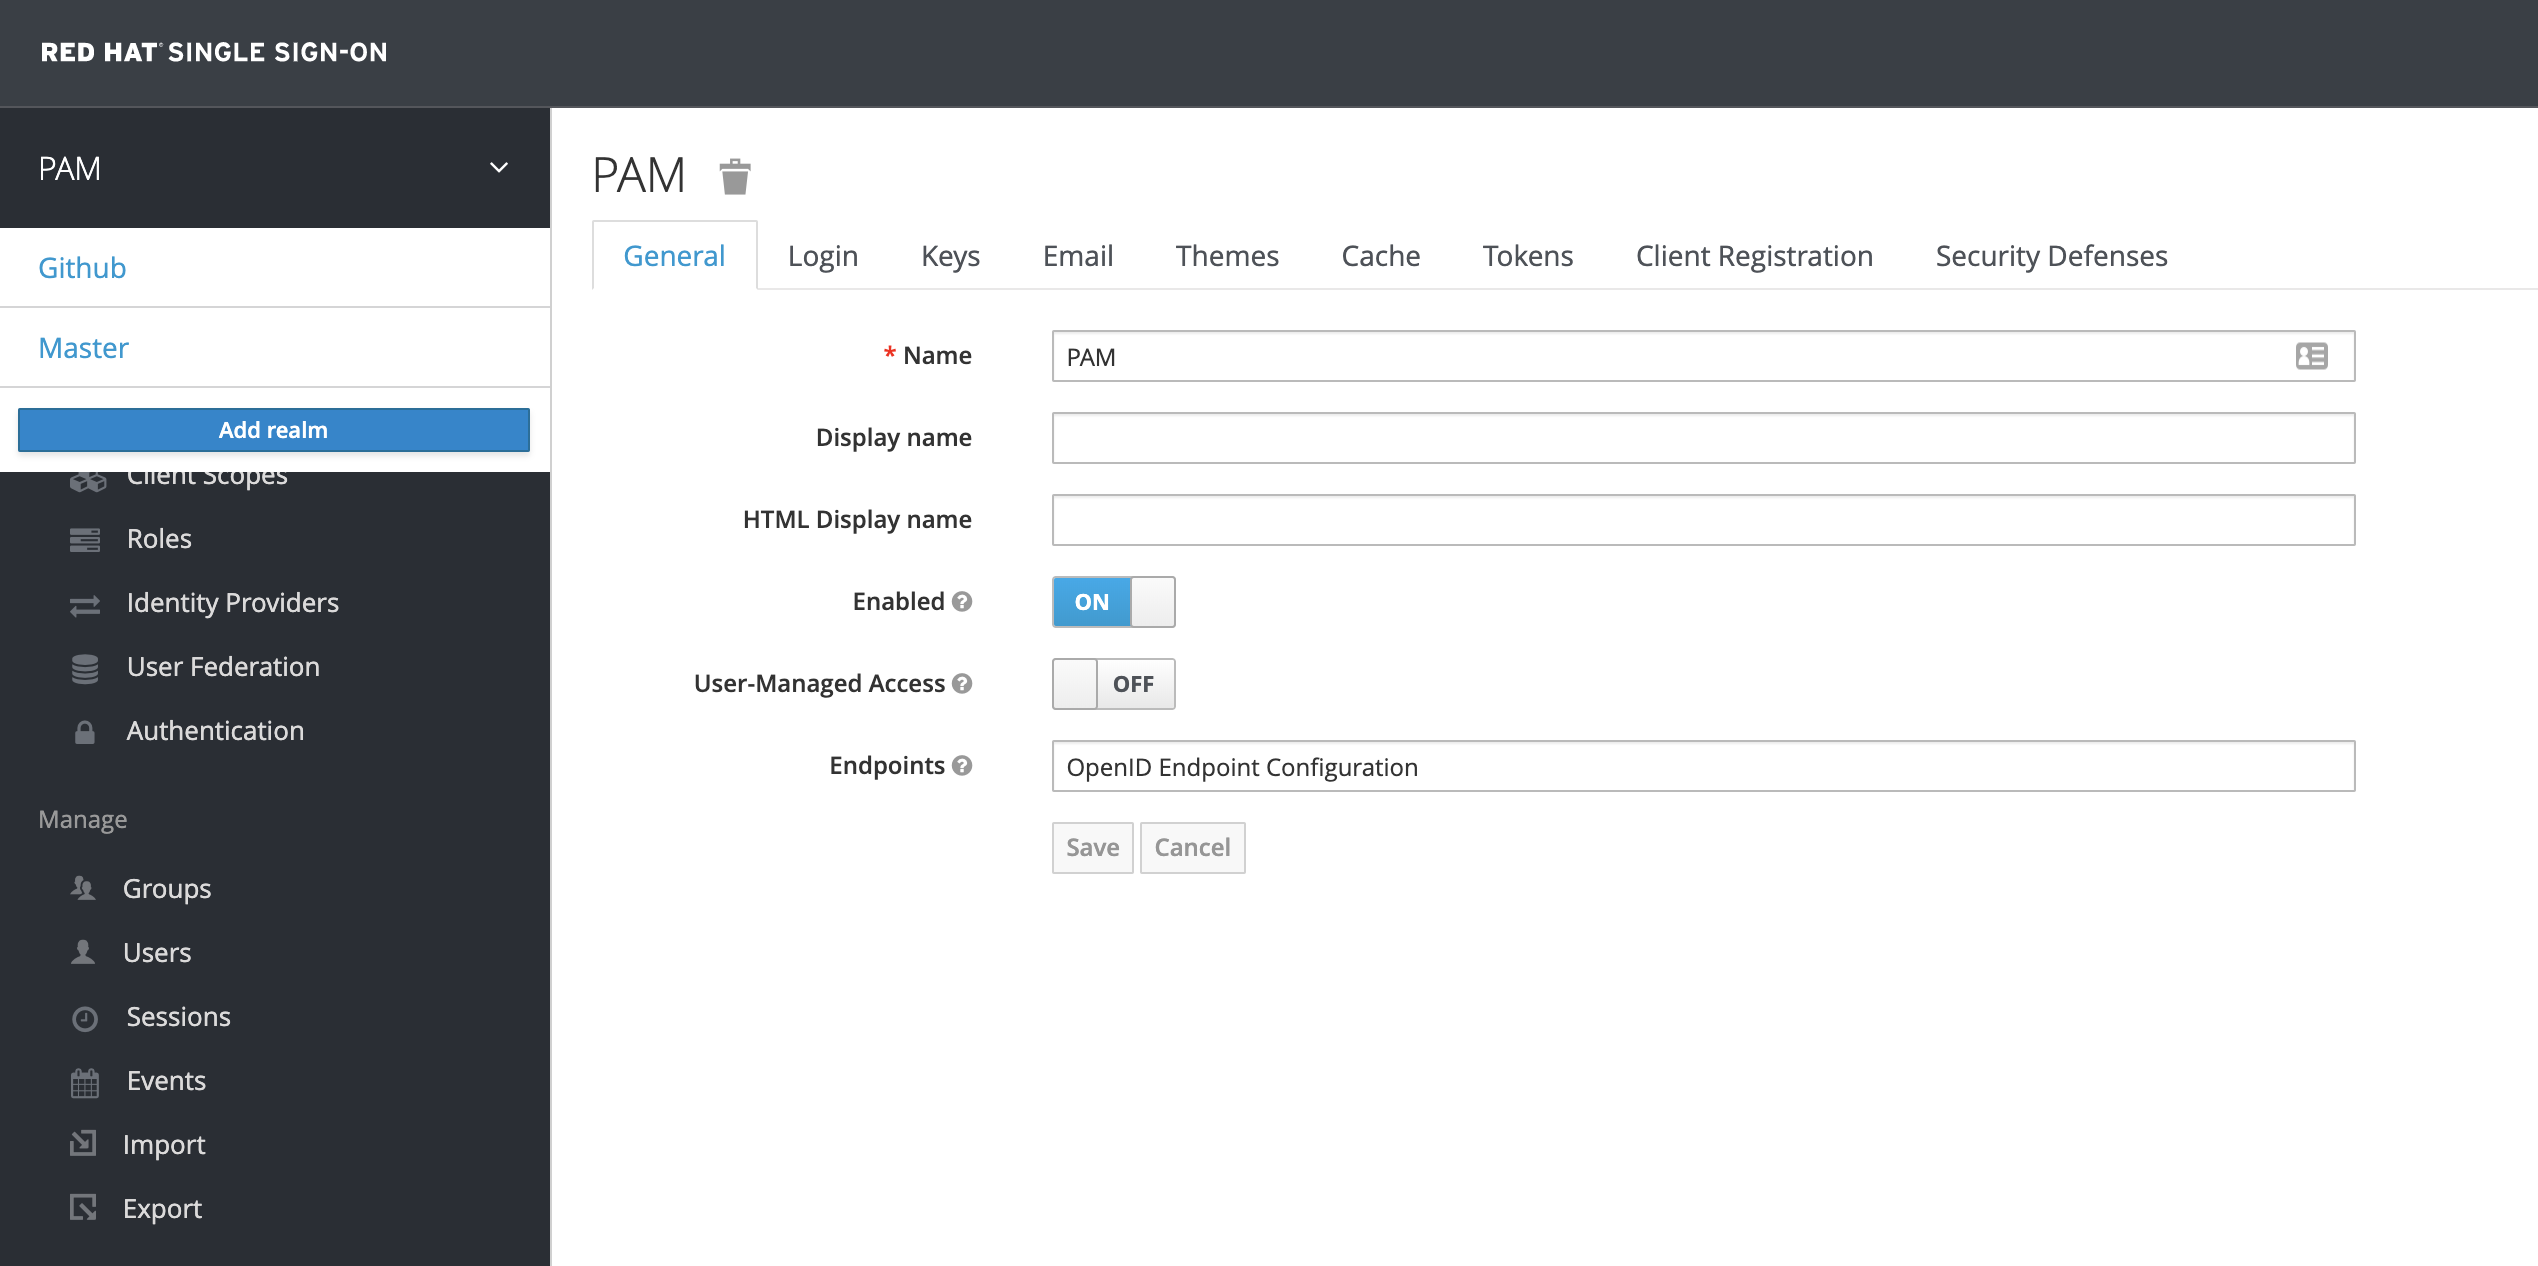 RED HAT® SINGLE SIGN-ON
PAM
Github
Master
Add realm
Client Scopes
Roles
Identity Providers
User Federation
Authentication
Manage
Groups
Users
Sessions
Events
Import
Export
PAM
General Login Keys Email Themes Cache Tokens Client Registration Security Defenses
* Name PAM
Display name
HTML Display name
Enabled ? ON
User-Managed Access ? OFF
Endpoints ? OpenID Endpoint Configuration
Save Cancel